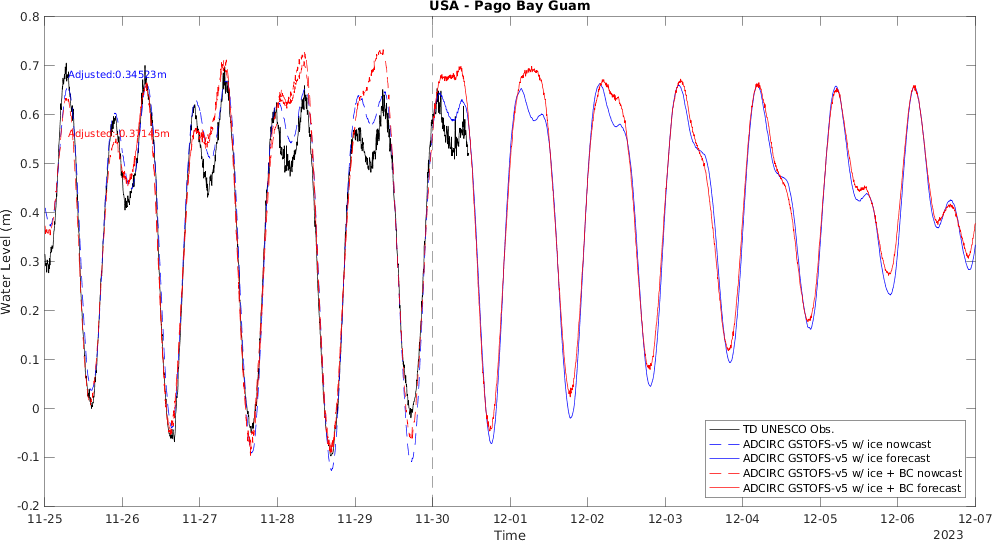 USA - Pago Bay Guam
Water Level (m)
0.8
0.7
0.6
0.5
0.4
0.3
0.2
0.1
0
-0.1
-0.2
Adjusted:0.34523m
Adjusted:-0.37145m
TD UNESCO Obs.
ADCIRC GSTOFS-v5 w/ ice nowcast
ADCIRC GSTOFS-v5 w/ ice forecast
ADCIRC GSTOFS-v5 w/ ice + BC nowcast
ADCIRC GSTOFS-v5 w/ ice + BC forecast
11-25 11-26 11-27 11-28 11-29 11-30 12-01 12-02 12-03 12-04 12-05 12-06 12-07
Time
2023